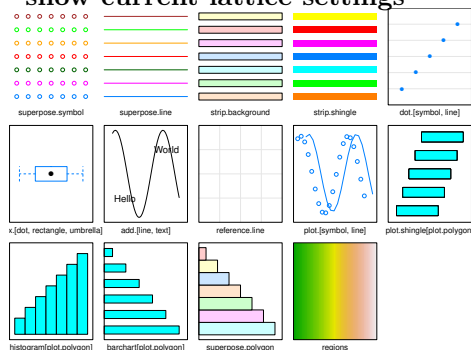 show current lattice settings
superpose.symbol
superpose.line
strip.background
strip.shingle
dot.[symbol, line]
World
Hello
x.[dot, rectangle, umbrella]
add.[line, text]
reference.line
plot.[symbol, line]
plot.shingle[plot.polygon
histogram[plot.polygon]
barchart[plot.polygon]
superpose.polygon
regions